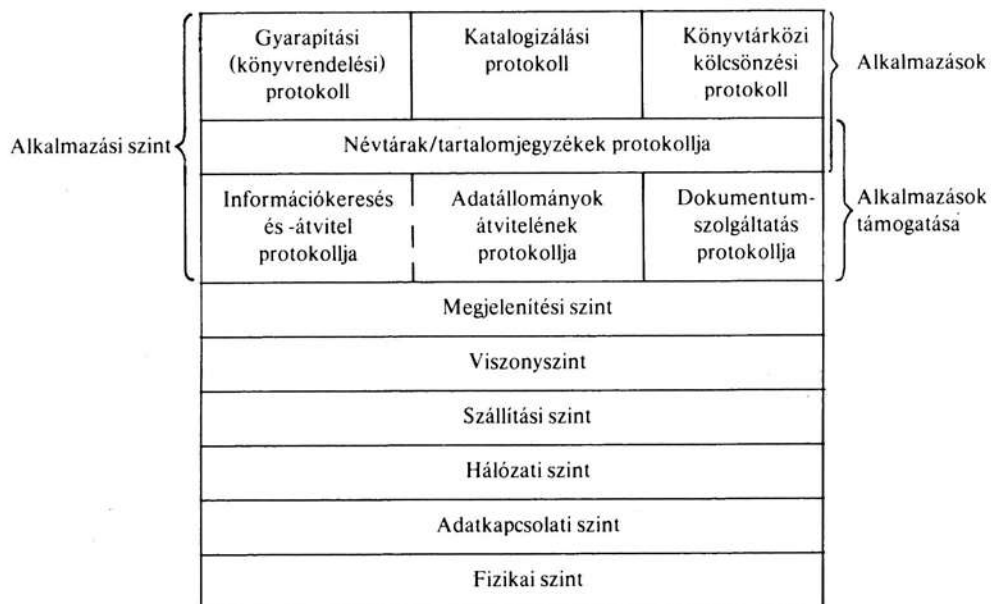 Gyarapítási
(könyvrendelési)
protokoll
Katalogizálási
protokoll
Könyvtárközi
kölcsönzési
protokoll
Alkalmazások
Alkalmazási szint
Névtárak/tartalomjegyzékek protokollja
Információkeresés
és -átvitel
protokollja
Adatállományok
átvitelének
protokollja
Dokumentum-
szolgáltatás
protokollja
Alkalmazások
támogatása
Megjelenítési szint
Viszonyszint
Szállítási szint
Hálózati szint
Adatkapcsolati szint
Fizikai szint